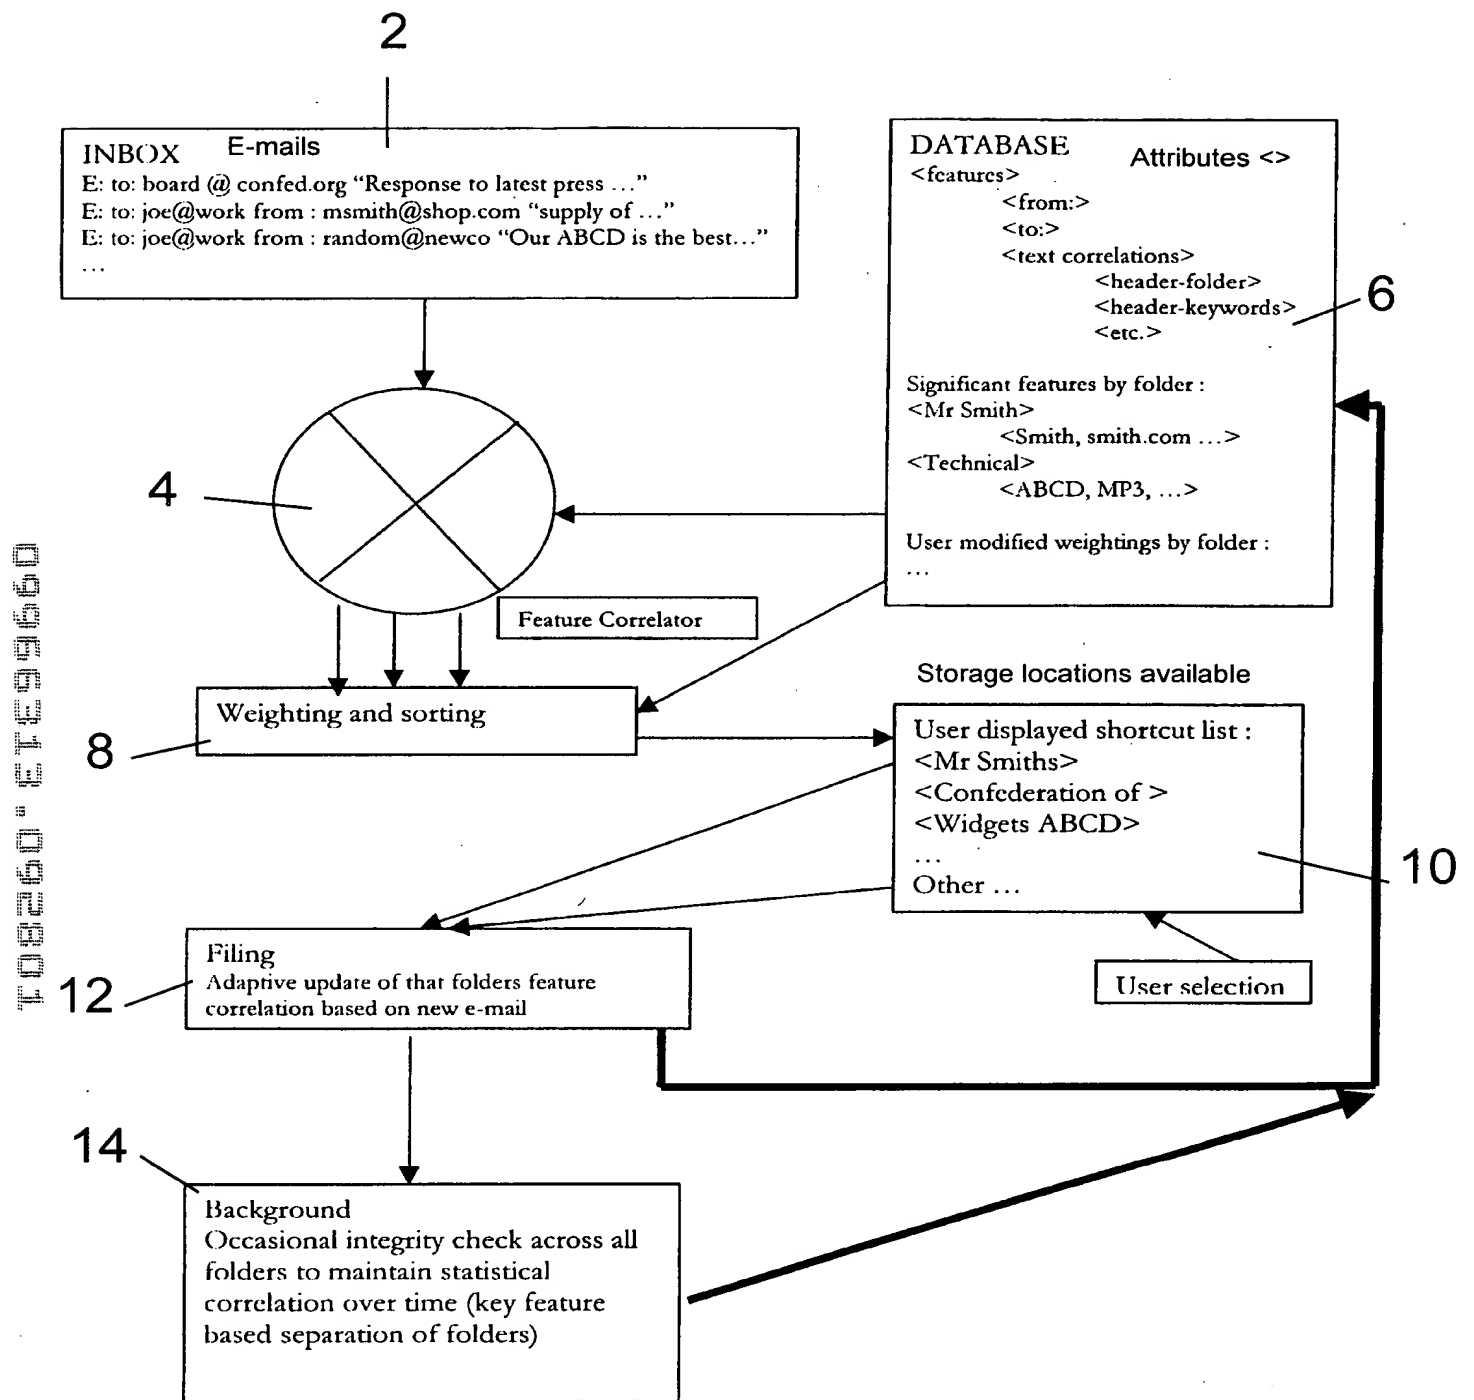 2
INBOX E-mails
E: to: board @ confed.org “Response to latest press …”
E: to: joe@work from : msmith@shop.com “supply of …”
E: to: joe@work from : random@newco “Our ABCD is the best…”
…
DATABASE Attributes <>
<features>
<from:>
<to:>
<text correlations>
<header-folder>
<header-keywords>
<etc.>
6
Significant features by folder :
<Mr Smith>
<Smith, smith.com …>
<Technical>
<ABCD, MP3, …>
User modified weightings by folder :
…
4
Feature Correlator
Weighting and sorting
8
Storage locations available
User displayed shortcut list :
<Mr Smiths>
<Confederation of >
<Widgets ABCD>
…
Other …
10
User selection
Filing
Adaptive update of that folders feature
correlation based on new e-mail
12
14
Background
Occasional integrity check across all
folders to maintain statistical
correlation over time (key feature
based separation of folders)
09966313.092801